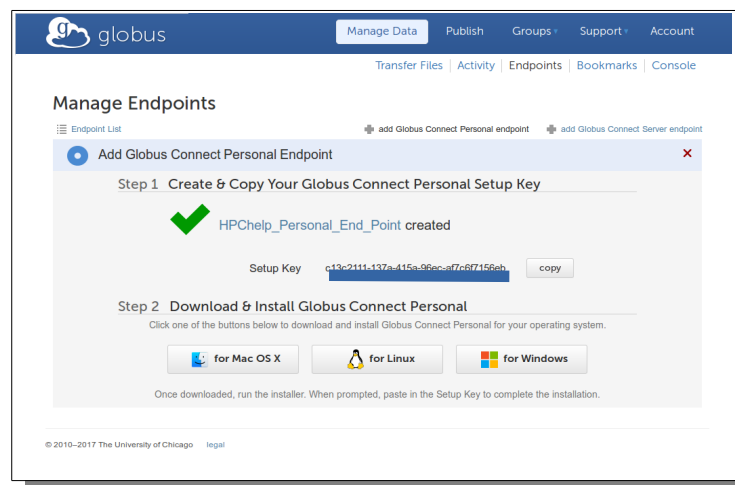 globus
Manage Data Publish Groups Support Account
Transfer Files | Activity | Endpoints | Bookmarks | Console
Manage Endpoints
Endpoint List add Globus Connect Personal endpoint add Globus Connect Server endpoint
Add Globus Connect Personal Endpoint
Step 1 Create & Copy Your Globus Connect Personal Setup Key
HPChelp_Personal_End_Point created
Setup Key copy
Step 2 Download & Install Globus Connect Personal
Click one of the buttons below to download and install Globus Connect Personal for your operating system.
for Mac OS X for Linux for Windows
Once downloaded, run the installer. When prompted, paste in the Setup Key to complete the installation.
© 2010–2017 The University of Chicago legal